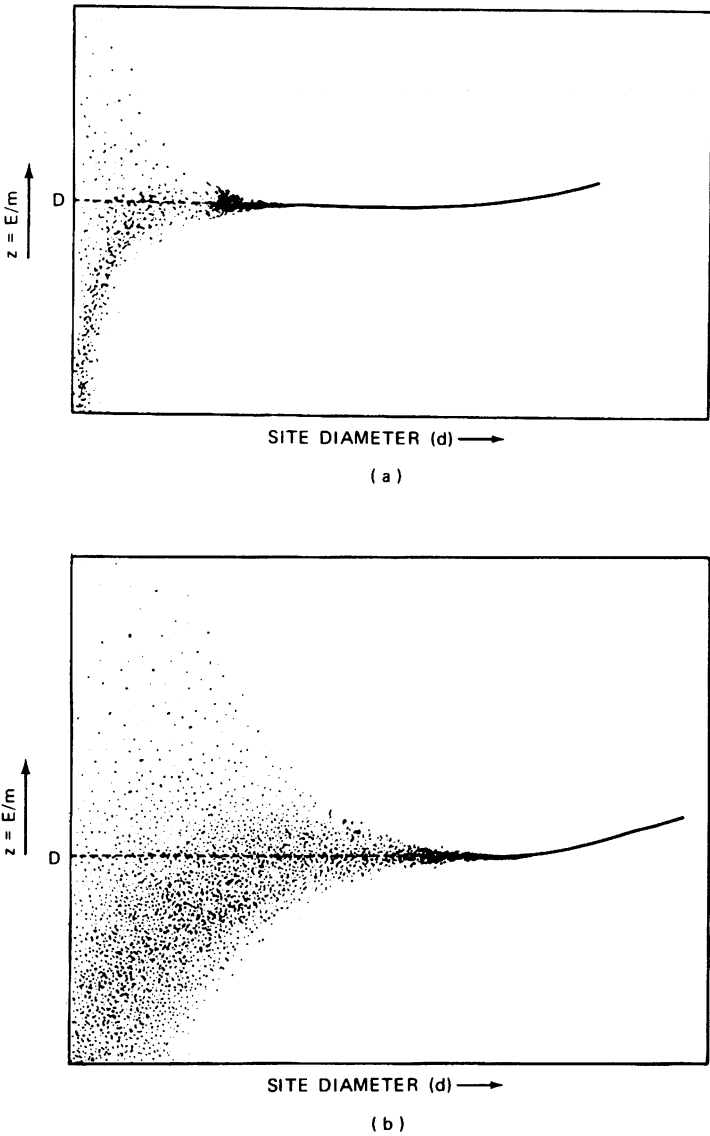 D
z = E/m
SITE DIAMETER (d)
(a)
D
z = E/m
SITE DIAMETER (d)
(b)